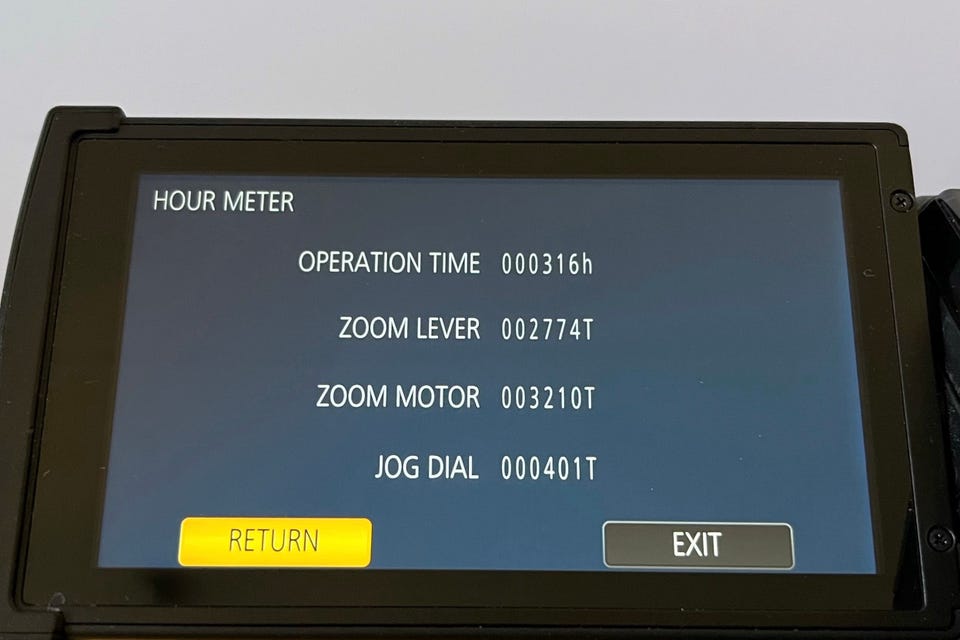 HOUR METER
OPERATION TIME 000316h
ZOOM LEVER 002774T
ZOOM MOTOR 003210T
JOG DIAL 000401T
RETURN EXIT